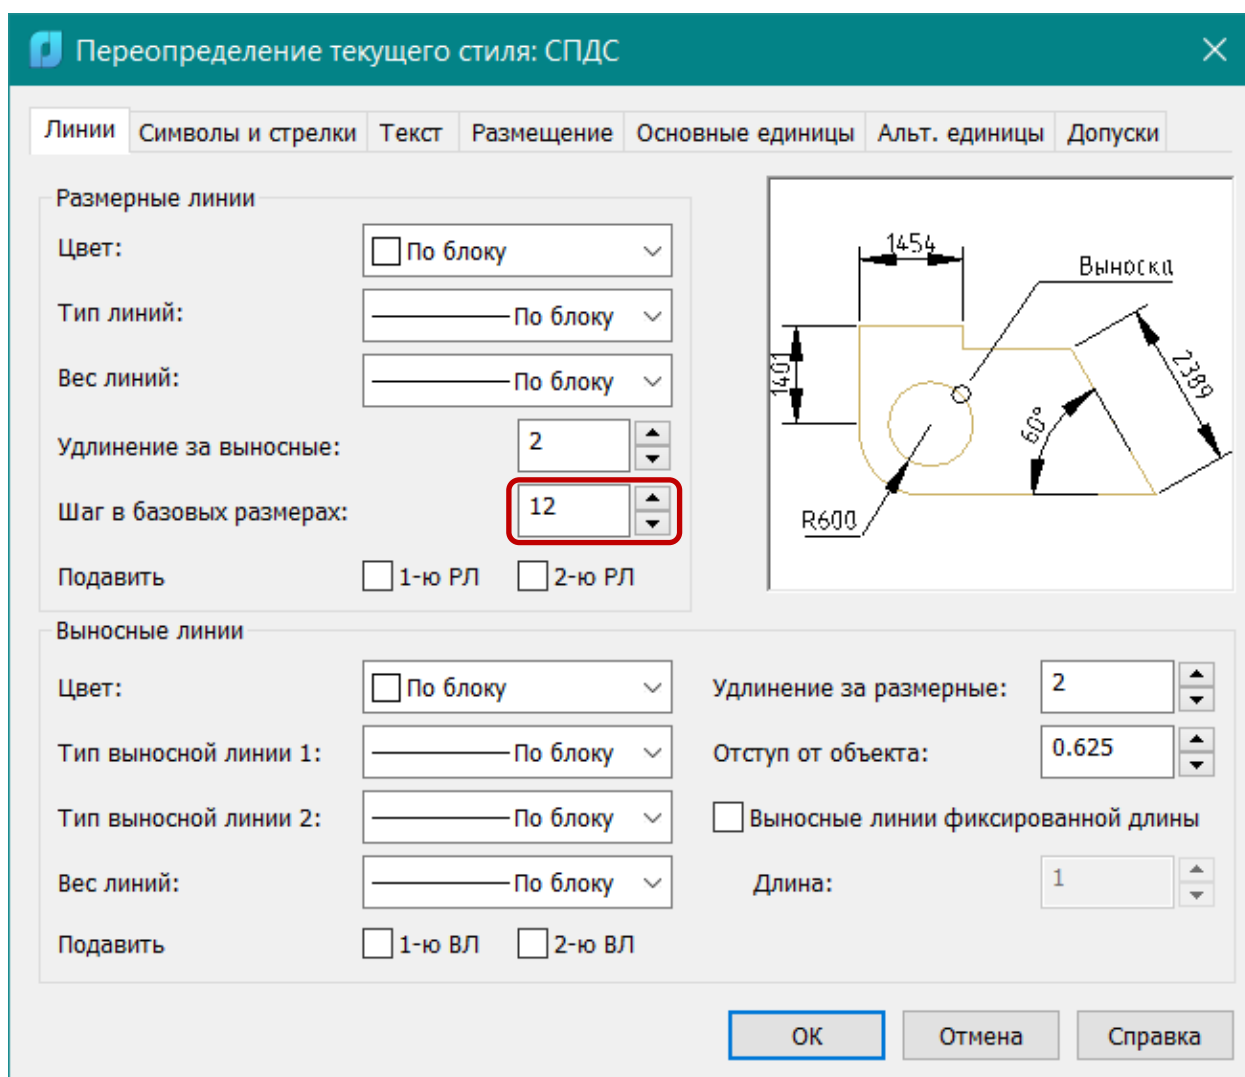 Переопределение текущего стиля: СПДС
Линии Символы и стрелки Текст Размещение Основные единицы Альт. единицы Допуски
Размерные линии
Цвет: По блоку
Тип линий: По блоку
Вес линий: По блоку
Удлинение за выносные: 2
Шаг в базовых размерах: 12
Подавить 1-ю РЛ 2-ю РЛ
1454
Выноска
1401
2389
60°
R600
Выносные линии
Цвет: По блоку
Удлинение за размерные: 2
Тип выносной линии 1: По блоку
Отступ от объекта: 0.625
Тип выносной линии 2: По блоку
Выносные линии фиксированной длины
Вес линий: По блоку
Длина: 1
Подавить 1-ю ВЛ 2-ю ВЛ
ОК Отмена Справка